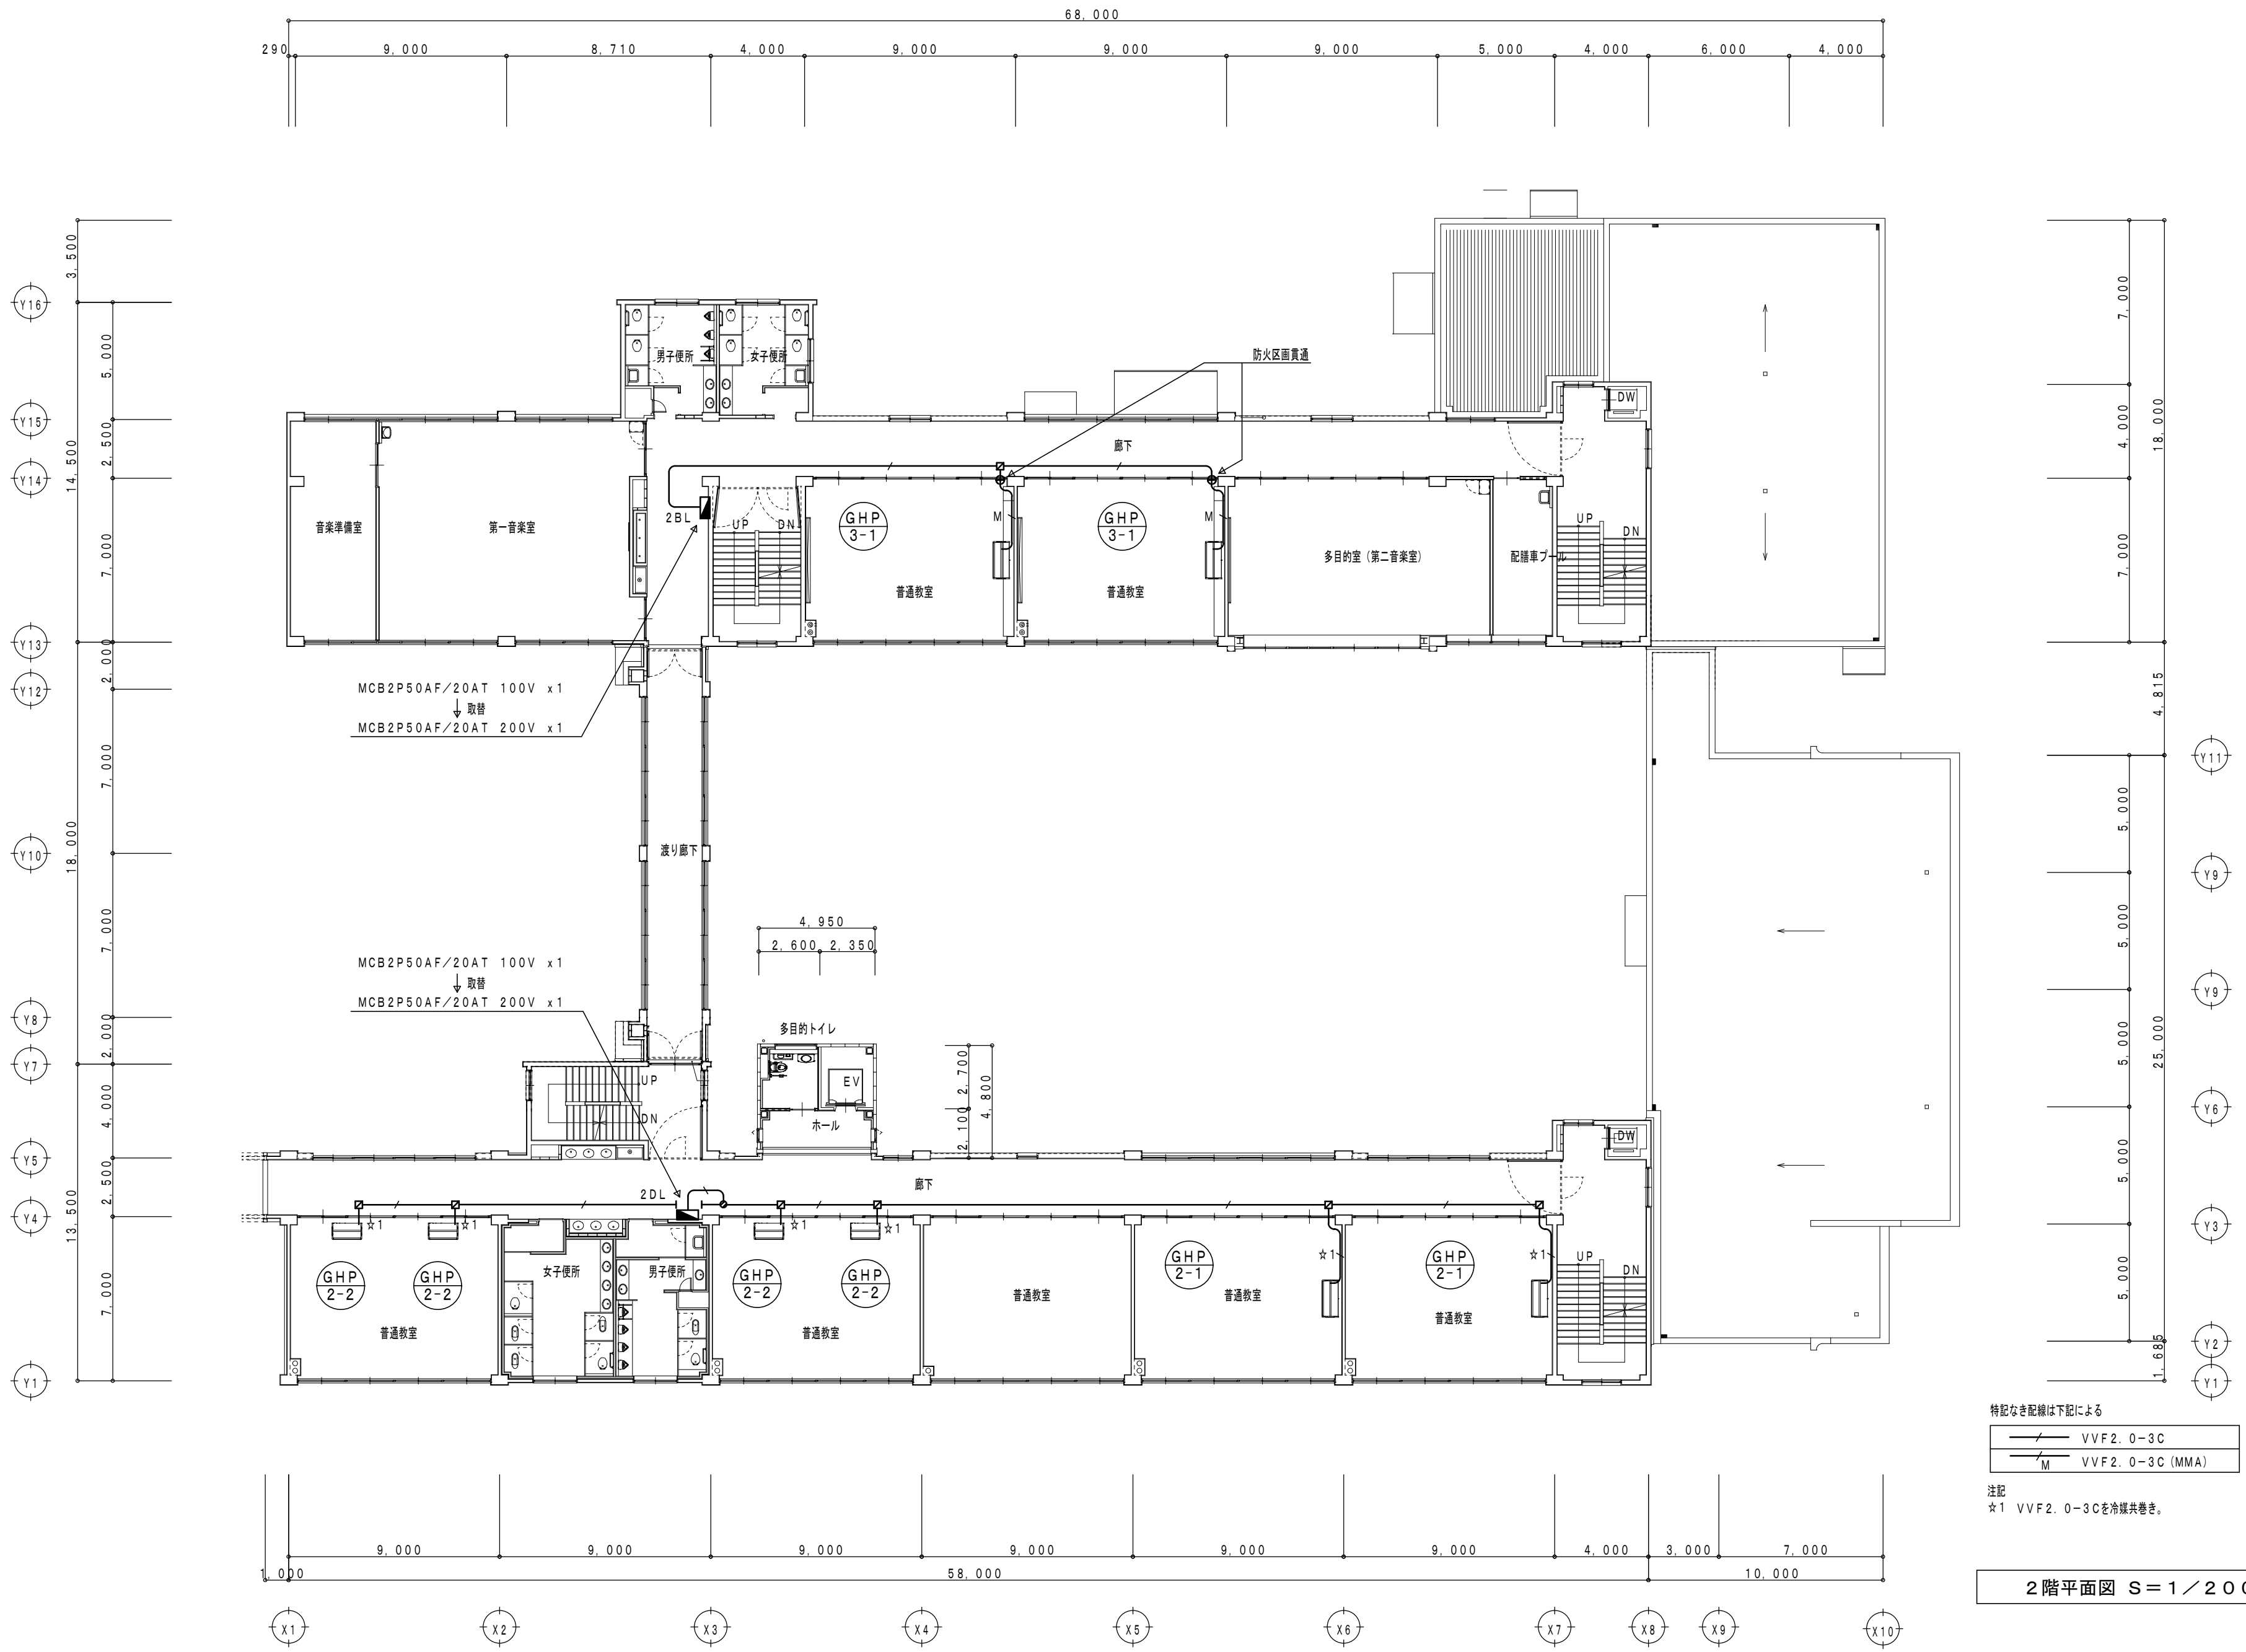 68,000
290 9,000 8,710 4,000 9,000 9,000 9,000 5,000 4,000 6,000 4,000
3,500
Y16
5,000
7,000
男子便所 女子便所
防火区画貫通
DW
Y15
14,500
2,500
4,000
18,000
廊下
Y14
2BL
UP DN
GHP
3-1
M
GHP
3-1
M
UP
DN
音楽準備室 第一音楽室
多目的室(第二音楽室) 配膳車プール
7,000
7,000
普通教室 普通教室
Y13
2,000
Y12
MCB2P50AF/20AT 100V x1
取替
MCB2P50AF/20AT 200V x1
4,815
7,000
Y11
18,000
5,000
渡り廊下
Y10
Y9
4,950
7,000
2,600 2,350
5,000
MCB2P50AF/20AT 100V x1
取替
MCB2P50AF/20AT 200V x1
Y9
Y8
多目的トイレ
2,000
5,000
25,000
Y7
UP
EV
2,700
4,800
DN
4,000
2,100
ホール
Y6
DW
Y5
13,500
2,500
5,000
廊下
2DL
Y4
Y3
☆1 ☆1 ☆1 ☆1
☆1 ☆1
GHP
2-2
GHP
2-2
女子便所 男子便所
GHP
2-2
GHP
2-2
GHP
2-1
GHP
2-1
UP
DN
7,000
5,000
普通教室 普通教室 普通教室 普通教室 普通教室
Y2
1,685
Y1
Y1
特記なき配線は下記による
VVF2.0-3C
M VVF2.0-3C(MMA)
注記
☆1 VVF2.0-3Cを冷媒共巻き。
9,000 9,000 9,000 9,000 9,000 9,000 4,000 3,000 7,000
1,000 58,000 10,000
2階平面図 S=1/200
X1 X2 X3 X4 X5 X6 X7 X8 X9 X10